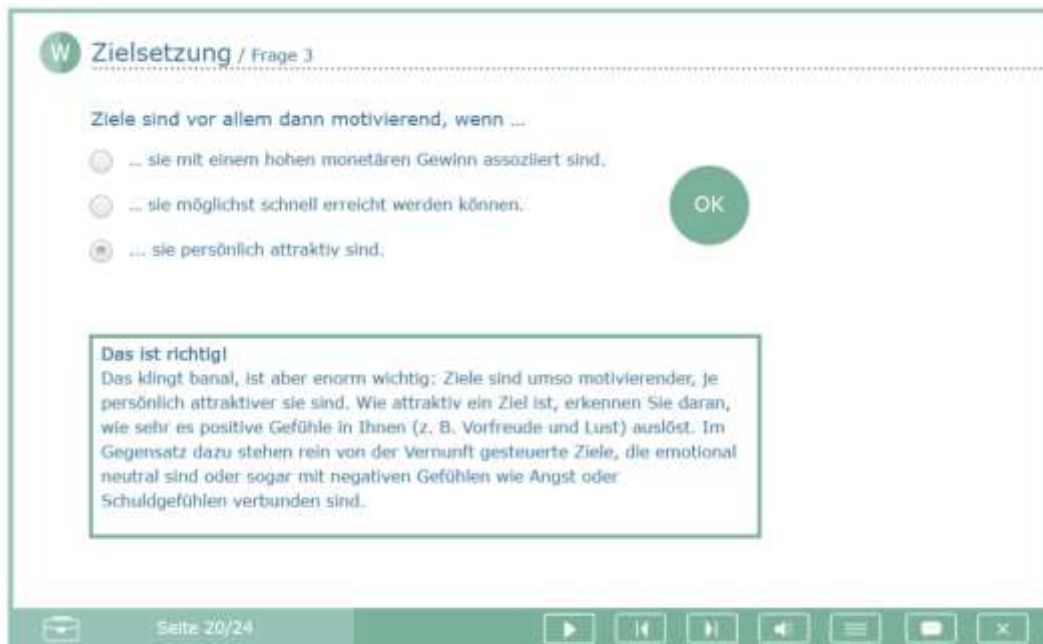 W Zielsetzung / Frage 3
Ziele sind vor allem dann motivierend, wenn ...
... sie mit einem hohen monetären Gewinn assoziiert sind.
... sie möglichst schnell erreicht werden können.
OK
... sie persönlich attraktiv sind.
Das ist richtig!
Das klingt banal, ist aber enorm wichtig: Ziele sind umso motivierender, je
persönlich attraktiver sie sind. Wie attraktiv ein Ziel ist, erkennen Sie daran,
wie sehr es positive Gefühle in Ihnen (z. B. Vorfreude und Lust) auslöst. Im
Gegensatz dazu stehen rein von der Vernunft gesteuerte Ziele, die emotional
neutral sind oder sogar mit negativen Gefühlen wie Angst oder
Schuldgefühlen verbunden sind.
Seite 20/24